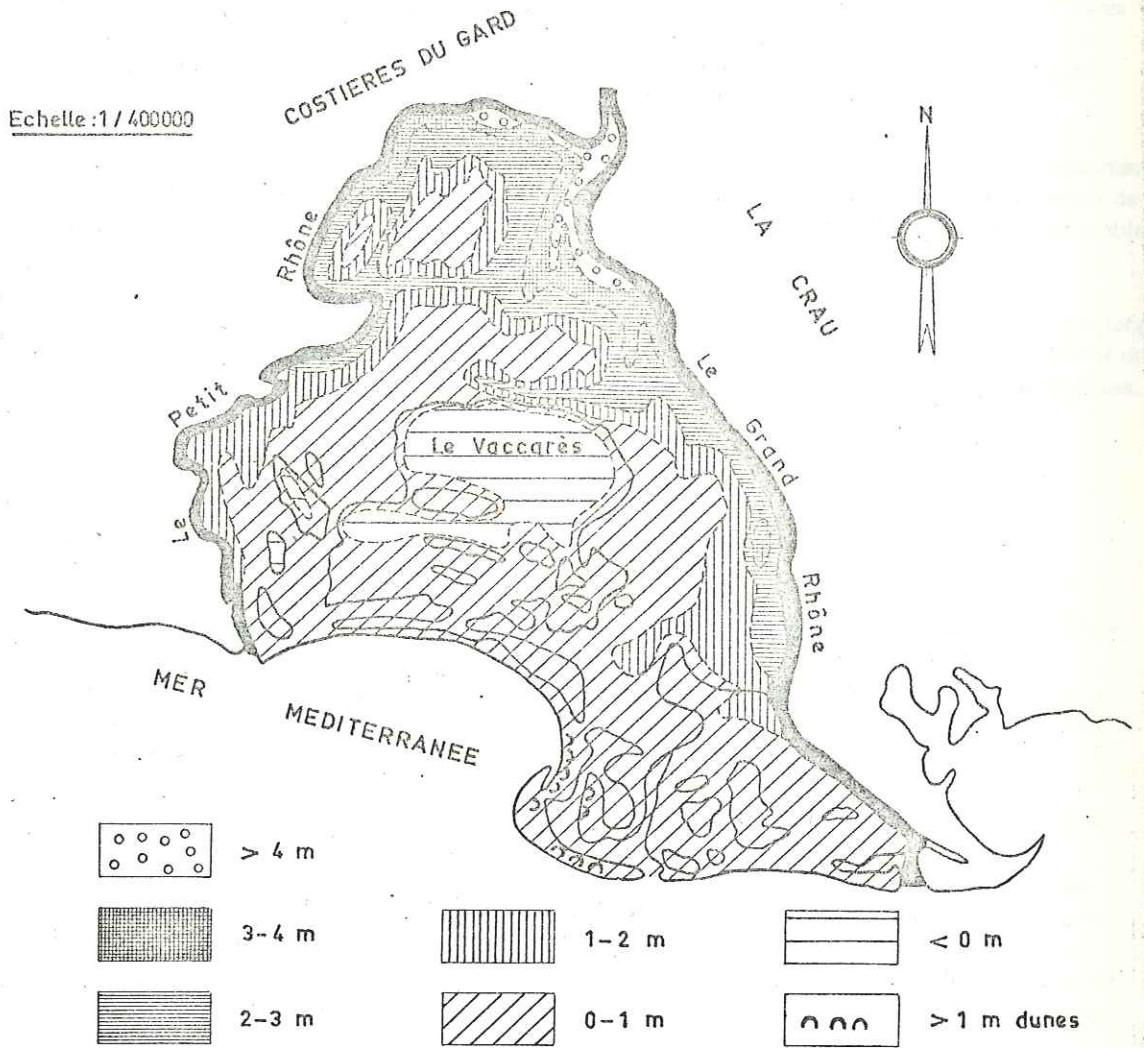 COSTIERES DU GARD
Echelle : 1 / 400000
N
LA CRAU
Le Petit Rhône
Le Grand Rhône
Le Vaccarès
MER MEDITERRANEE
> 4 m
3-4 m
2-3 m
1-2 m
0-1 m
< 0 m
> 1 m dunes